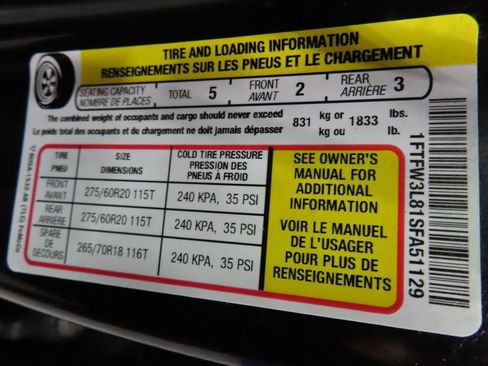 TIRE AND LOADING INFORMATION
RENSEIGNEMENTS SUR LES PNEUS ET LE CHARGEMENT
SEATING CAPACITY
NOMBRE DE PLACES
TOTAL 5
FRONT
AVANT
2
REAR
ARRIÈRE
3
The combined weight of occupants and cargo should never exceed 831 kg or 1833 lbs.
Le poids total des occupants et du chargement ne doit jamais dépasser kg ou lb.
TIRE
PNEU
SIZE
DIMENSIONS
COLD TIRE PRESSURE
PRESSION DES
PNEUS À FROID
FRONT
AVANT
275/60R20 115T
240 KPA, 35 PSI
REAR
ARRIÈRE
275/60R20 115T
240 KPA, 35 PSI
SPARE
DE
SECOURS
265/70R18 116T
240 KPA, 35 PSI
SEE OWNER'S
MANUAL FOR
ADDITIONAL
INFORMATION
VOIR LE MANUEL
DE L'USAGER
POUR PLUS DE
RENSEIGNEMENTS
1FTFW3L81SFA51129